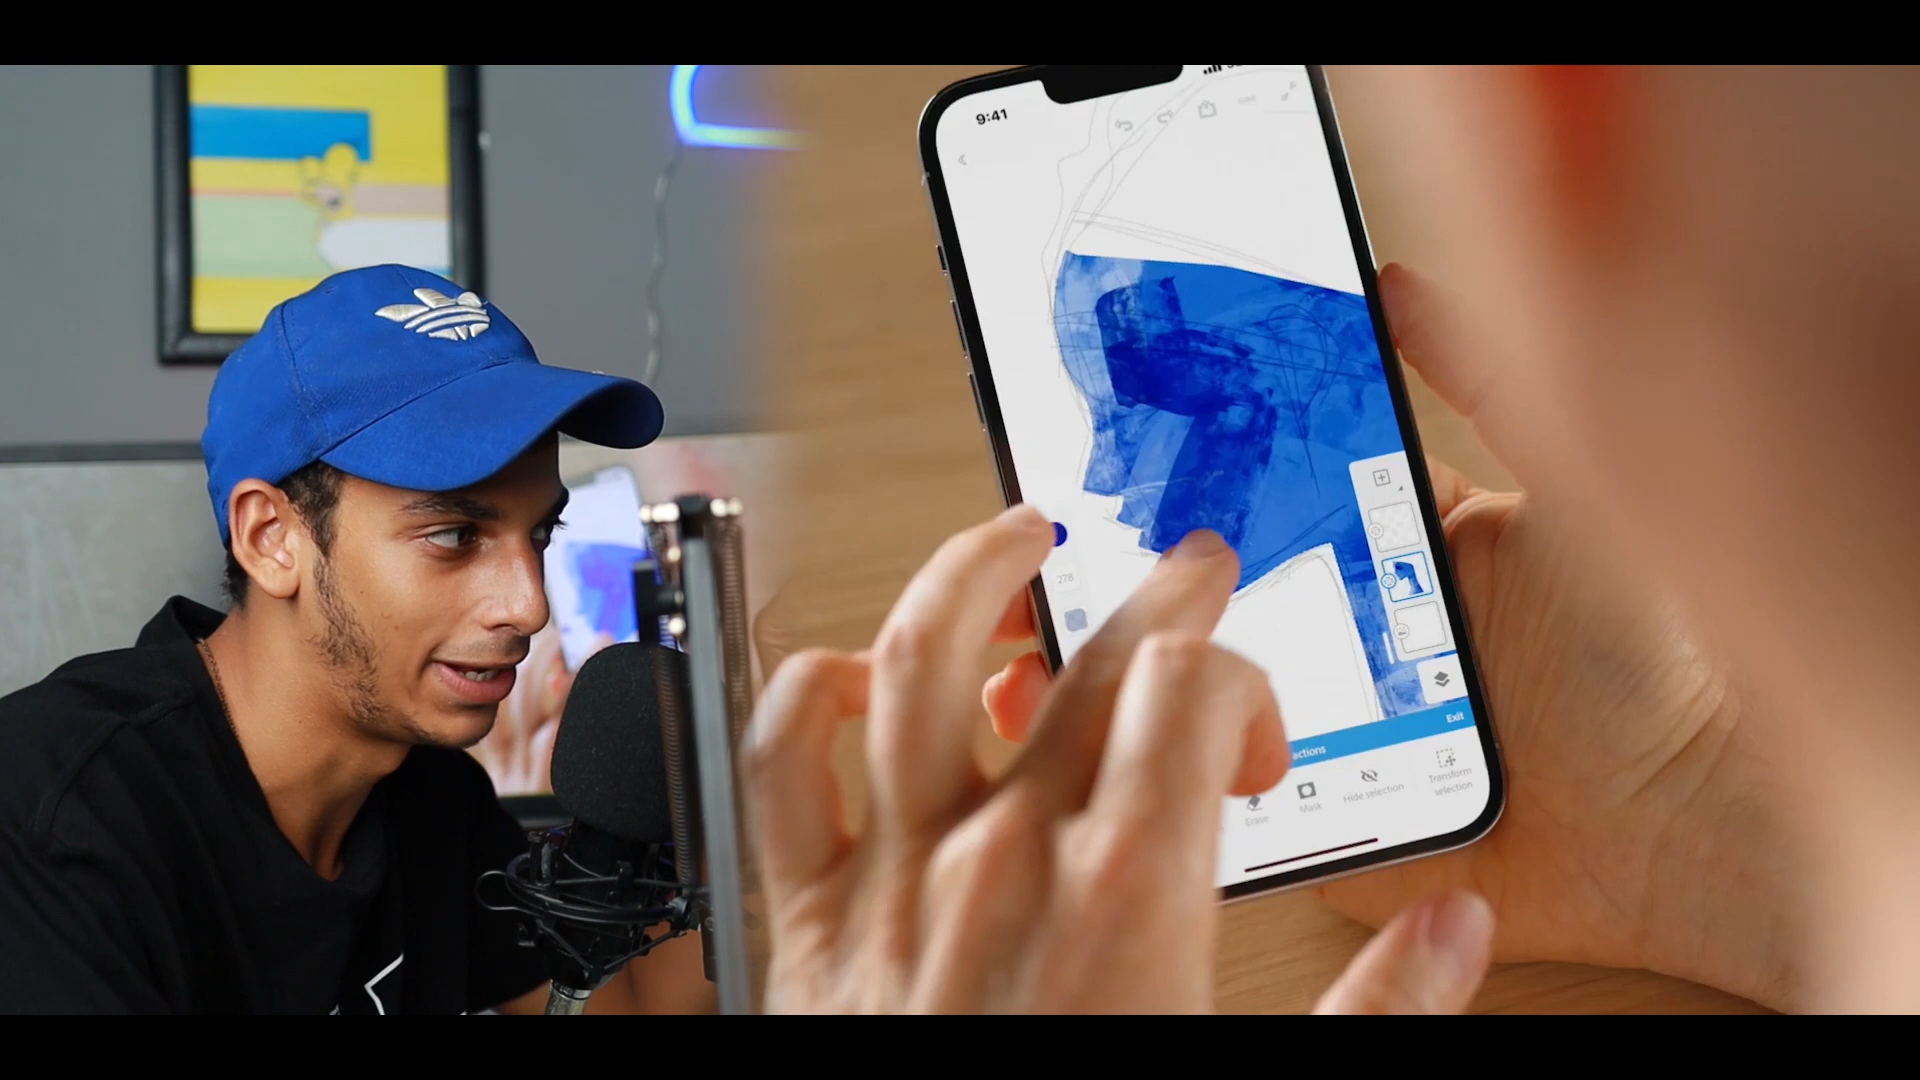 9:41
278
Exit
actions
Erase
Mask
Hide selection
Transform
selection